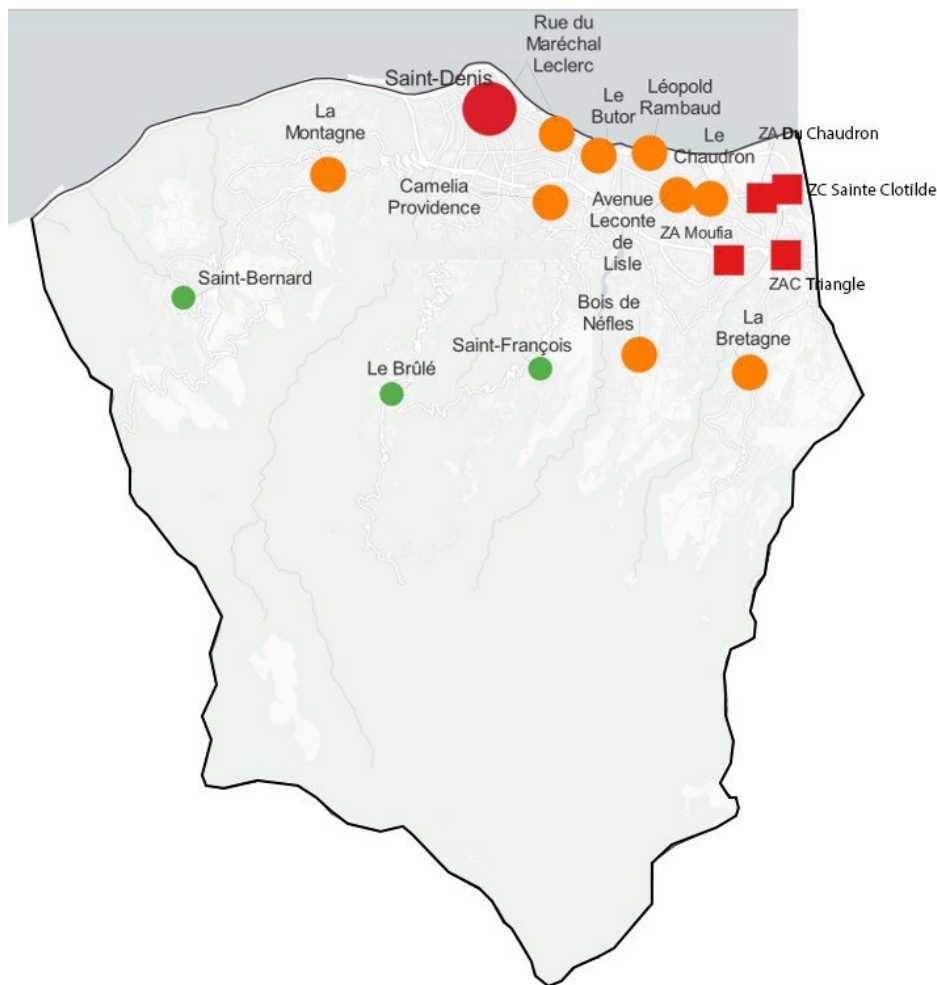 Rue du
Maréchal
Leclerc
Saint-Denis
La
Montagne
Le
Butor
Léopold
Rambaud
Le
Chaudron
ZA Du Chaudron
ZC Sainte Clotilde
Camelia
Providence
Avenue
Leconte
de
Lisle
ZA Moufia
ZAC Triangle
Saint-Bernard
Bois de
Néfles
La
Bretagne
Saint-François
Le Brûlé